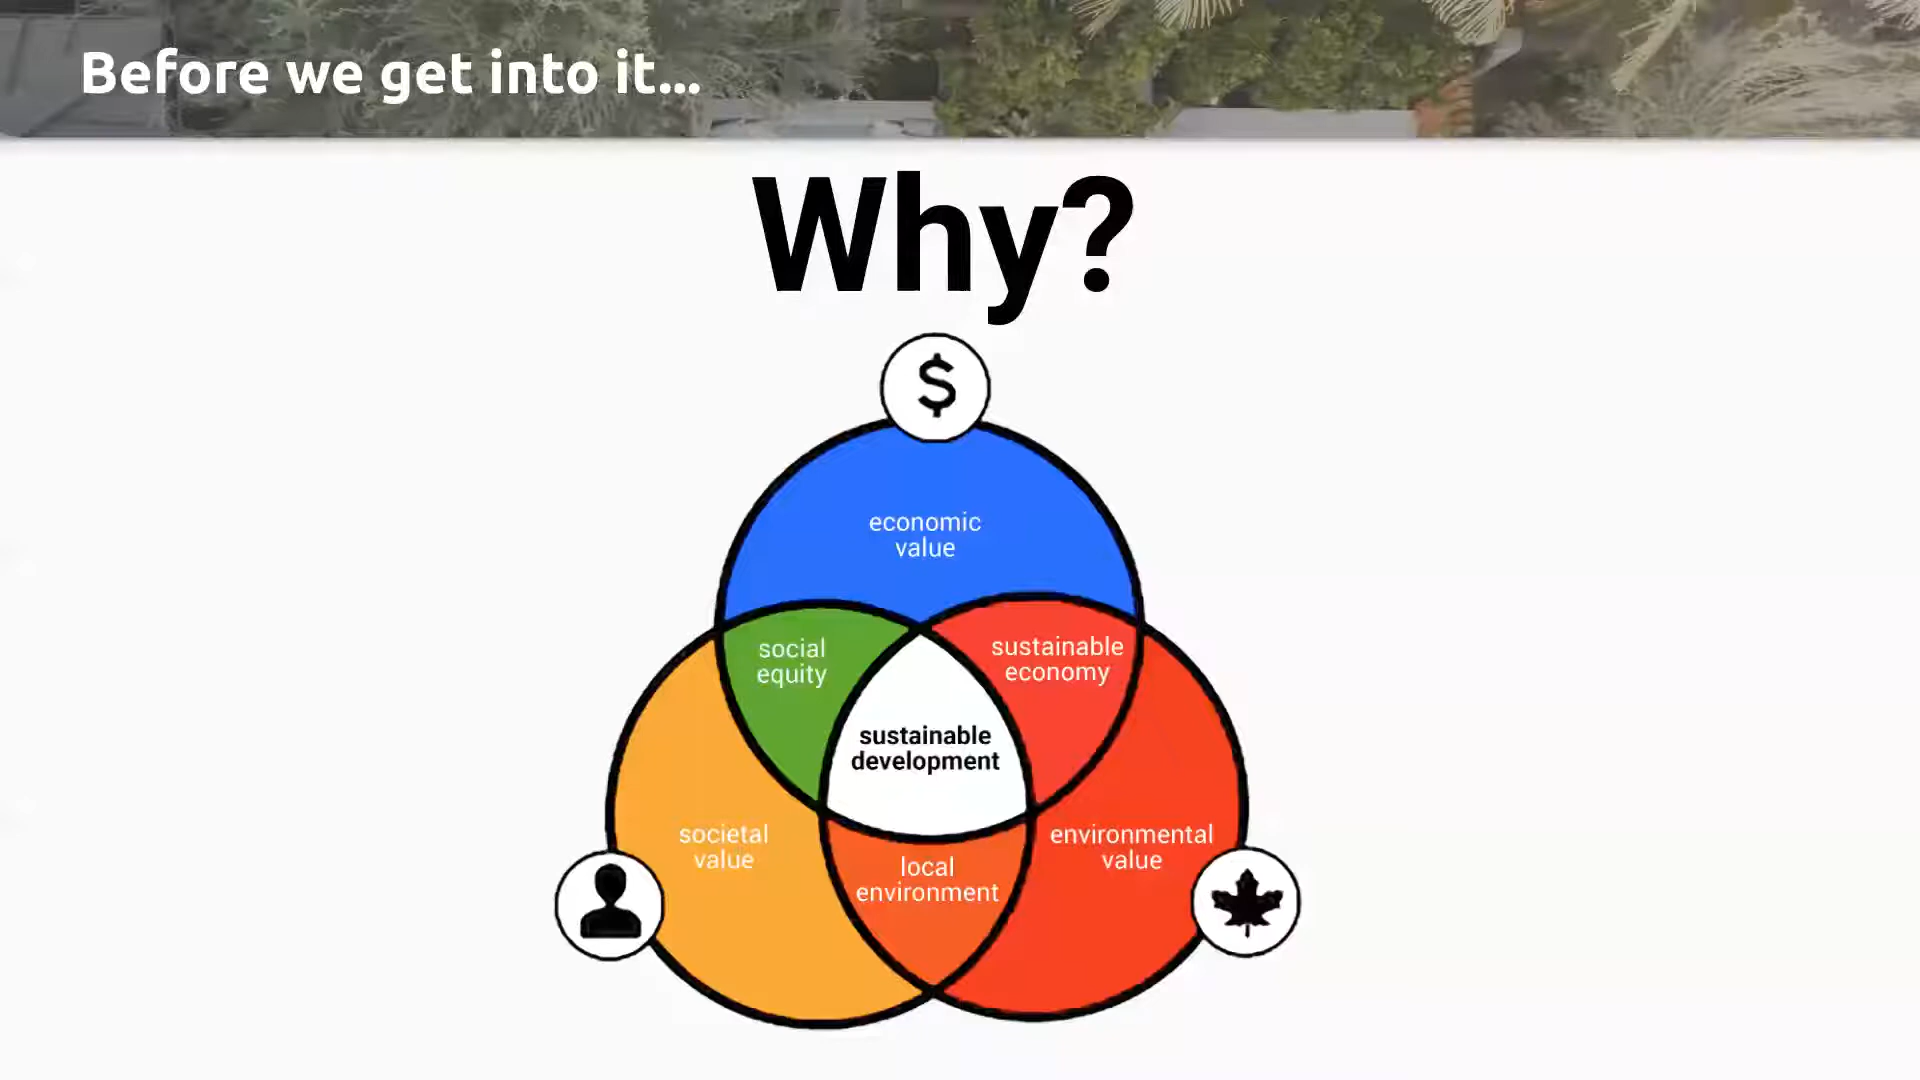 Before we get into it...
Why?
$
economic
value
social
equity
sustainable
economy
sustainable
development
societal
value
environmental
value
local
environment